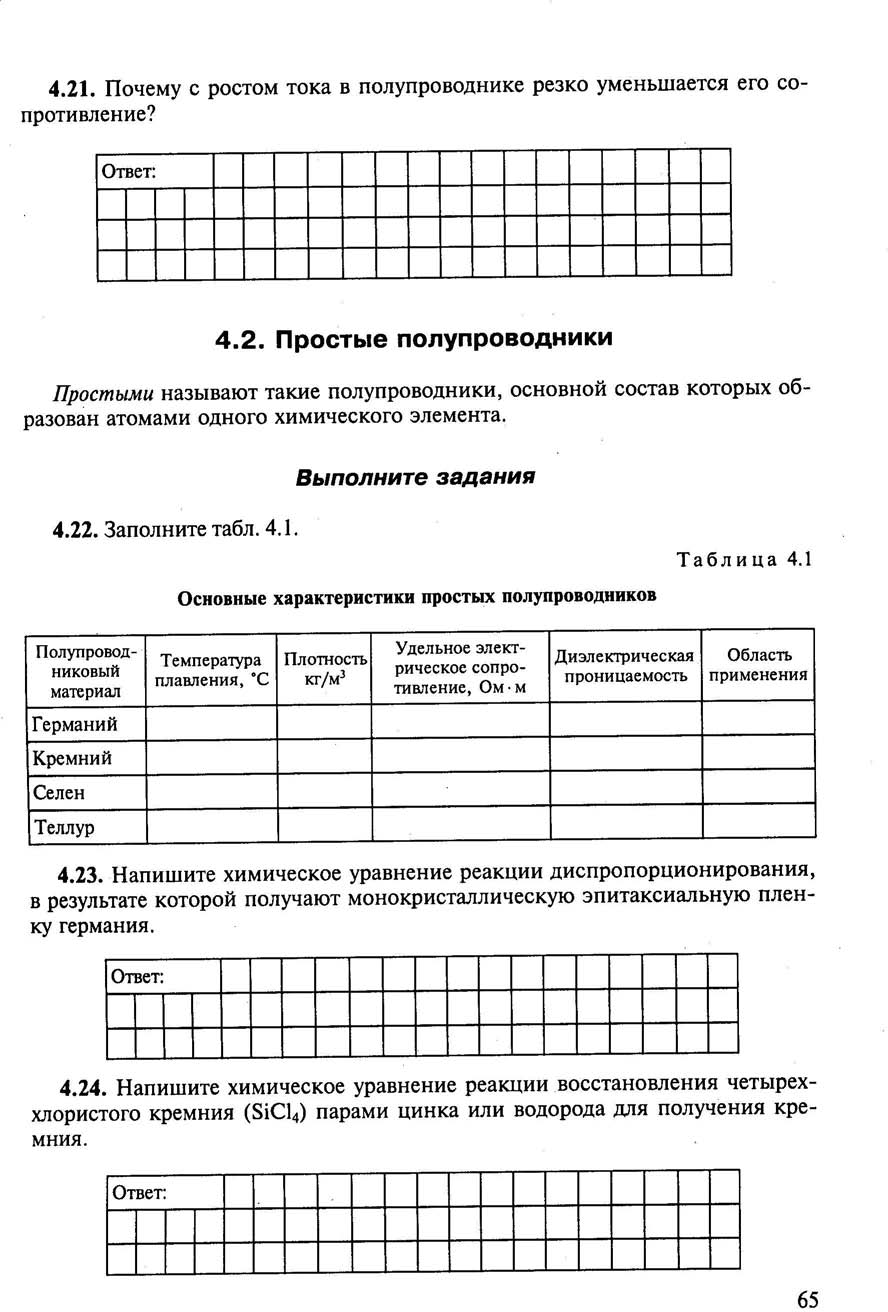 4.21. Почему с ростом тока в полупроводнике резко уменьшается его со-
противление?
Ответ:
4.2. Простые полупроводники
Простыми называют такие полупроводники, основной состав которых об-
разован атомами одного химического элемента.
Выполните задания
4.22. Заполните табл. 4.1.
Таблица 4.1
Основные характеристики простых полупроводников
Полупровод-
никовый
материал
Температура
плавления, °С
Плотность
кг/м³
Удельное элект-
рическое сопро-
тивление, Ом · м
Диэлектрическая
проницаемость
Область
применения
Германий
Кремний
Селен
Теллур
4.23. Напишите химическое уравнение реакции диспропорционирования,
в результате которой получают монокристаллическую эпитаксиальную плен-
ку германия.
Ответ:
4.24. Напишите химическое уравнение реакции восстановления четырех-
хлористого кремния (SiCl₄) парами цинка или водорода для получения кре-
мния.
Ответ:
65